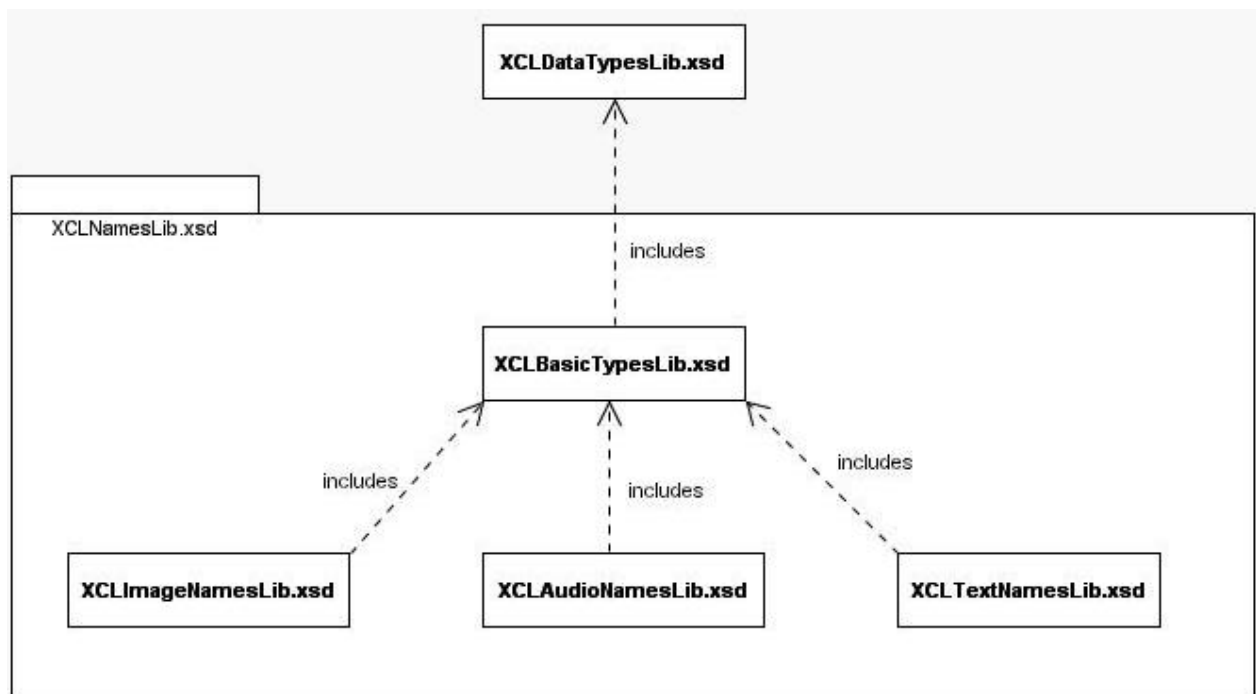 XCLDataTypesLib.xsd
XCLNamesLib.xsd
includes
XCLBasicTypesLib.xsd
includes
includes
includes
XCLImageNamesLib.xsd
XCLAudioNamesLib.xsd
XCLTextNamesLib.xsd